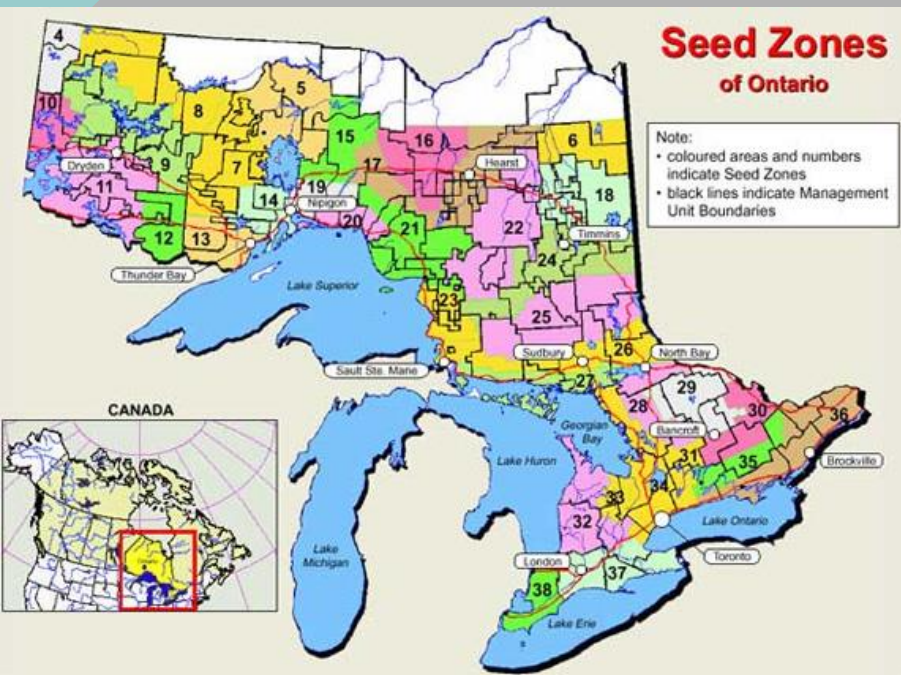 Seed Zones
of Ontario
Note:
• coloured areas and numbers
indicate Seed Zones
• black lines indicate Management
Unit Boundaries
4
5
6
8
10
15
16
17
Dryden
9
7
Hearst
11
14
19
Nipigon
18
12
13
20
21
22
Timmins
24
Thunder Bay
Lake Superior
23
25
Sault Ste. Marie
Sudbury
26
North Bay
27
28
29
30
36
CANADA
Georgian
Bay
Bancroft
31
35
Brockville
Lake Huron
33
34
32
Lake Ontario
Lake
Michigan
London
37
Toronto
38
Lake Erie
Ontario